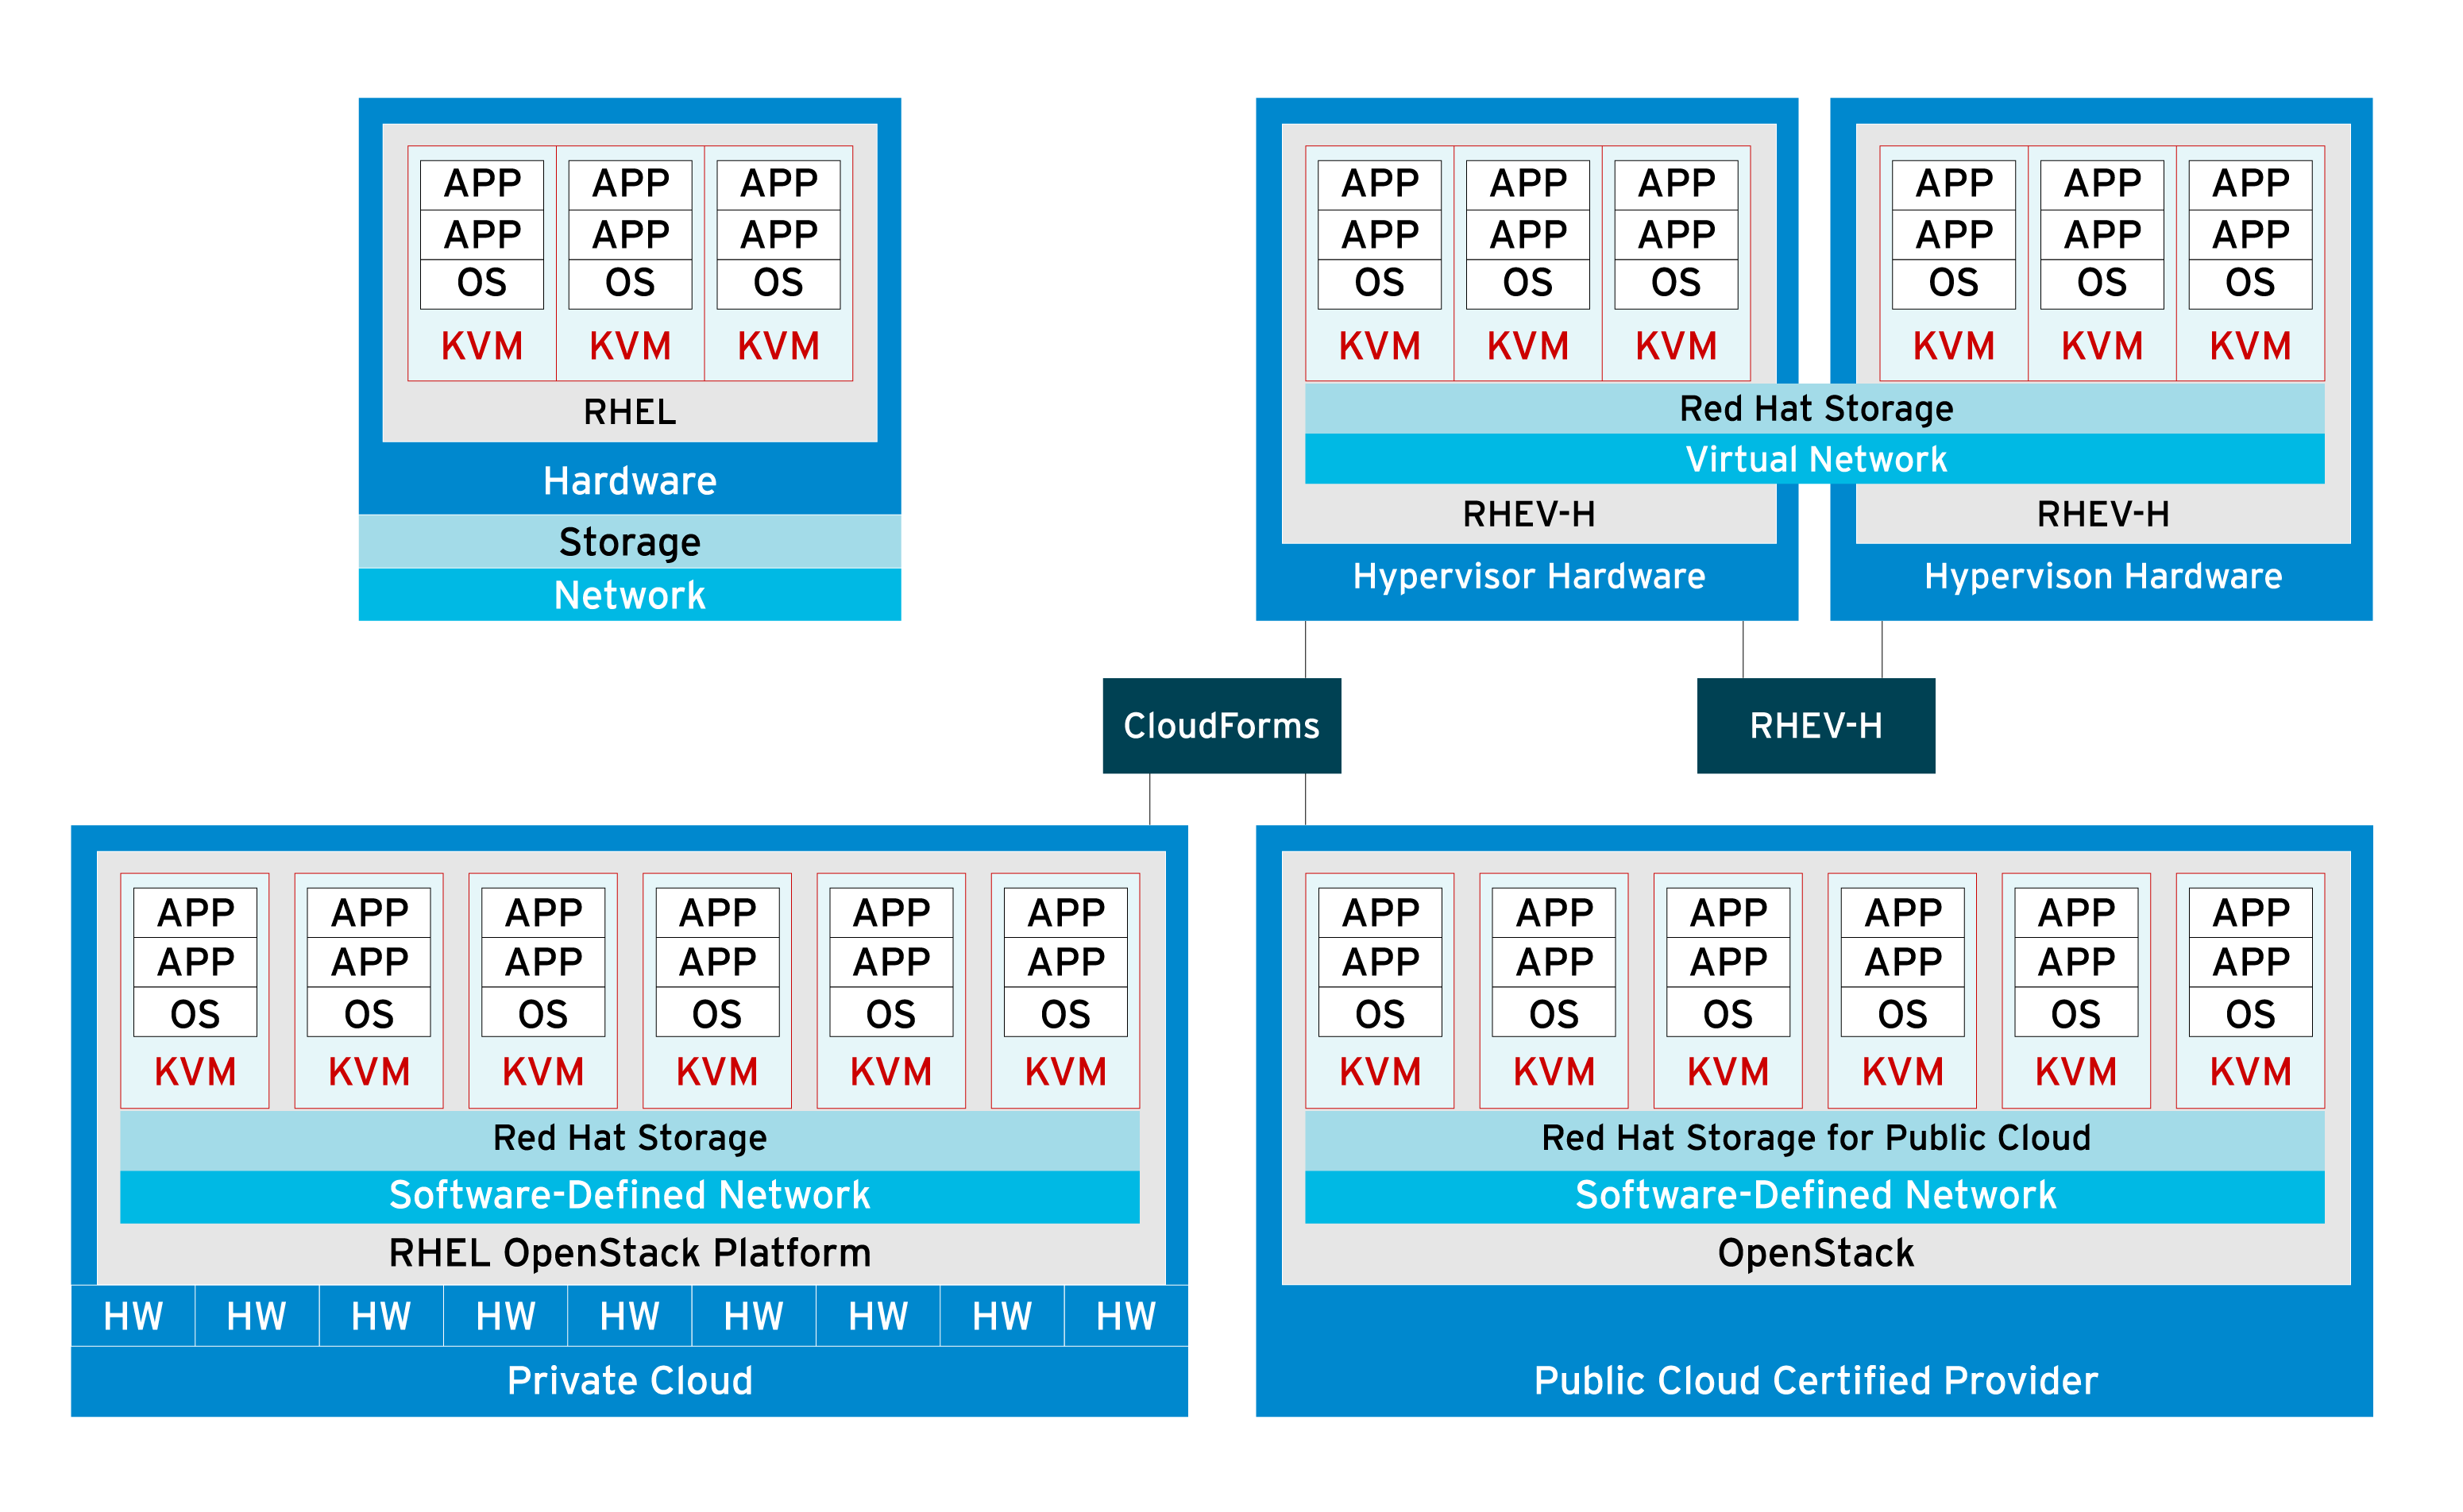 APP APP APP
APP APP APP
OS OS OS
KVM KVM KVM
RHEL
Hardware
Storage
Network
APP APP APP APP APP APP
APP APP APP APP APP APP
OS OS OS OS OS OS
KVM KVM KVM KVM KVM KVM
Red Hat Storage
Virtual Network
RHEV-H RHEV-H
Hypervisor Hardware Hypervison Hardware
CloudForms RHEV-H
APP APP APP APP APP APP
APP APP APP APP APP APP
OS OS OS OS OS OS
KVM KVM KVM KVM KVM KVM
Red Hat Storage
Software-Defined Network
RHEL OpenStack Platform
HW HW HW HW HW HW HW HW HW
Private Cloud
APP APP APP APP APP APP
APP APP APP APP APP APP
OS OS OS OS OS OS
KVM KVM KVM KVM KVM KVM
Red Hat Storage for Public Cloud
Software-Defined Network
OpenStack
Public Cloud Certified Provider